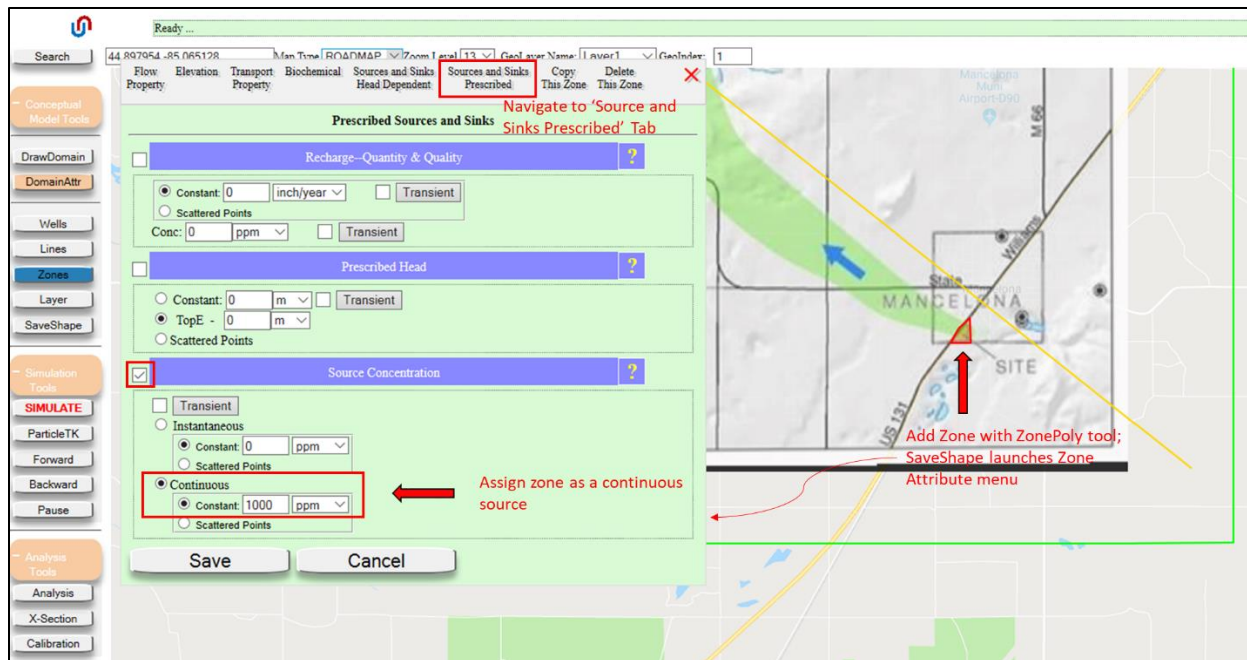 Ready ...
Search
44.897954,-85.065128 Map Type ROADMAP Zoom Level 13 GeoLayer Name: Layer1 GeoIndex: 1
Flow Property
Elevation
Transport Property
Biochemical
Sources and Sinks Head Dependent
Sources and Sinks Prescribed
Copy This Zone
Delete This Zone
Navigate to ‘Source and
Sinks Prescribed’ Tab
Prescribed Sources and Sinks
Recharge--Quantity & Quality ?
Constant: 0 inch/year Transient
Scattered Points
Conc: 0 ppm Transient
Prescribed Head ?
Constant: 0 m Transient
TopE - 0 m
Scattered Points
Source Concentration ?
Transient
Instantaneous
Constant: 0 ppm
Scattered Points
Continuous
Constant: 1000 ppm
Scattered Points
Assign zone as a continuous
source
Save
Cancel
- Conceptual
Model Tools
DrawDomain
DomainAttr
Wells
Lines
Zones
Layer
SaveShape
- Simulation
Tools
SIMULATE
ParticleTK
Forward
Backward
Pause
- Analysis
Tools
Analysis
X-Section
Calibration
Mancelona
Muni
Airport-D90
M 66
Williams
State
MANCELONA
SITE
US 131
Add Zone with ZonePoly tool;
SaveShape launches Zone
Attribute menu